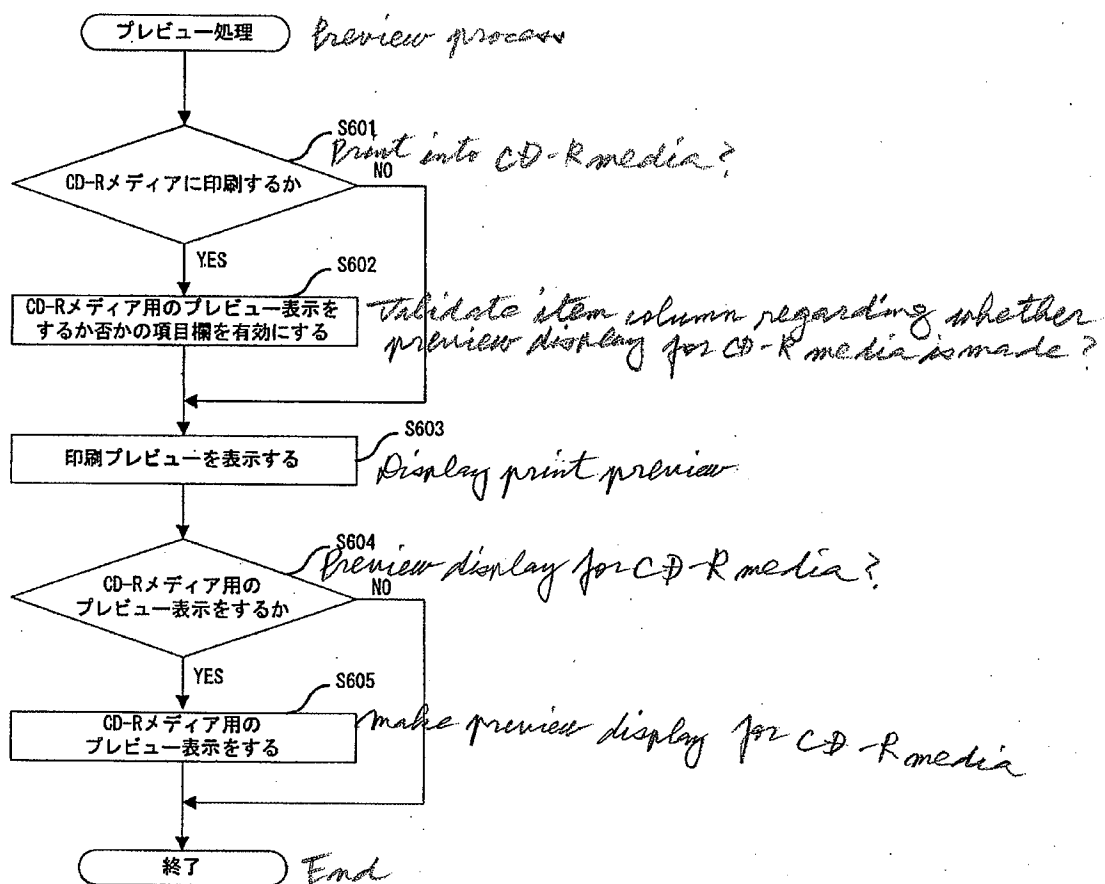 プレビュー処理
Preview process
S601
Print into CD-R media?
CD-Rメディアに印刷するか
NO
YES
S602
CD-Rメディア用のプレビュー表示を
するか否かの項目欄を有効にする
Validate item column regarding whether
preview display for CD-R media is made?
S603
印刷プレビューを表示する
Display print preview
S604
Preview display for CD-R media?
CD-Rメディア用の
プレビュー表示をするか
NO
YES
S605
CD-Rメディア用の
プレビュー表示をする
make preview display for CD-R media
終了
End